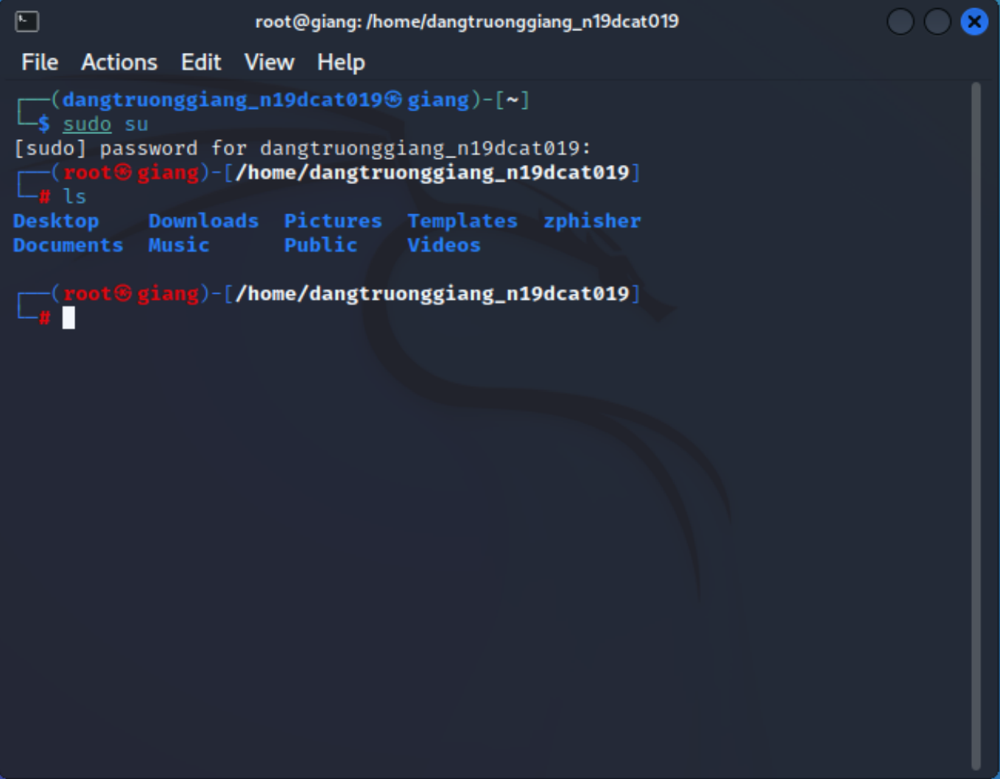 root@giang: /home/dangtruonggiang_n19dcat019
File Actions Edit View Help
┌──(dangtruonggiang_n19dcat019㉿giang)-[~]
└─$ sudo su
[sudo] password for dangtruonggiang_n19dcat019:
┌──(root㉿giang)-[/home/dangtruonggiang_n19dcat019]
└─# ls
Desktop Downloads Pictures Templates zphisher
Documents Music Public Videos
┌──(root㉿giang)-[/home/dangtruonggiang_n19dcat019]
└─#